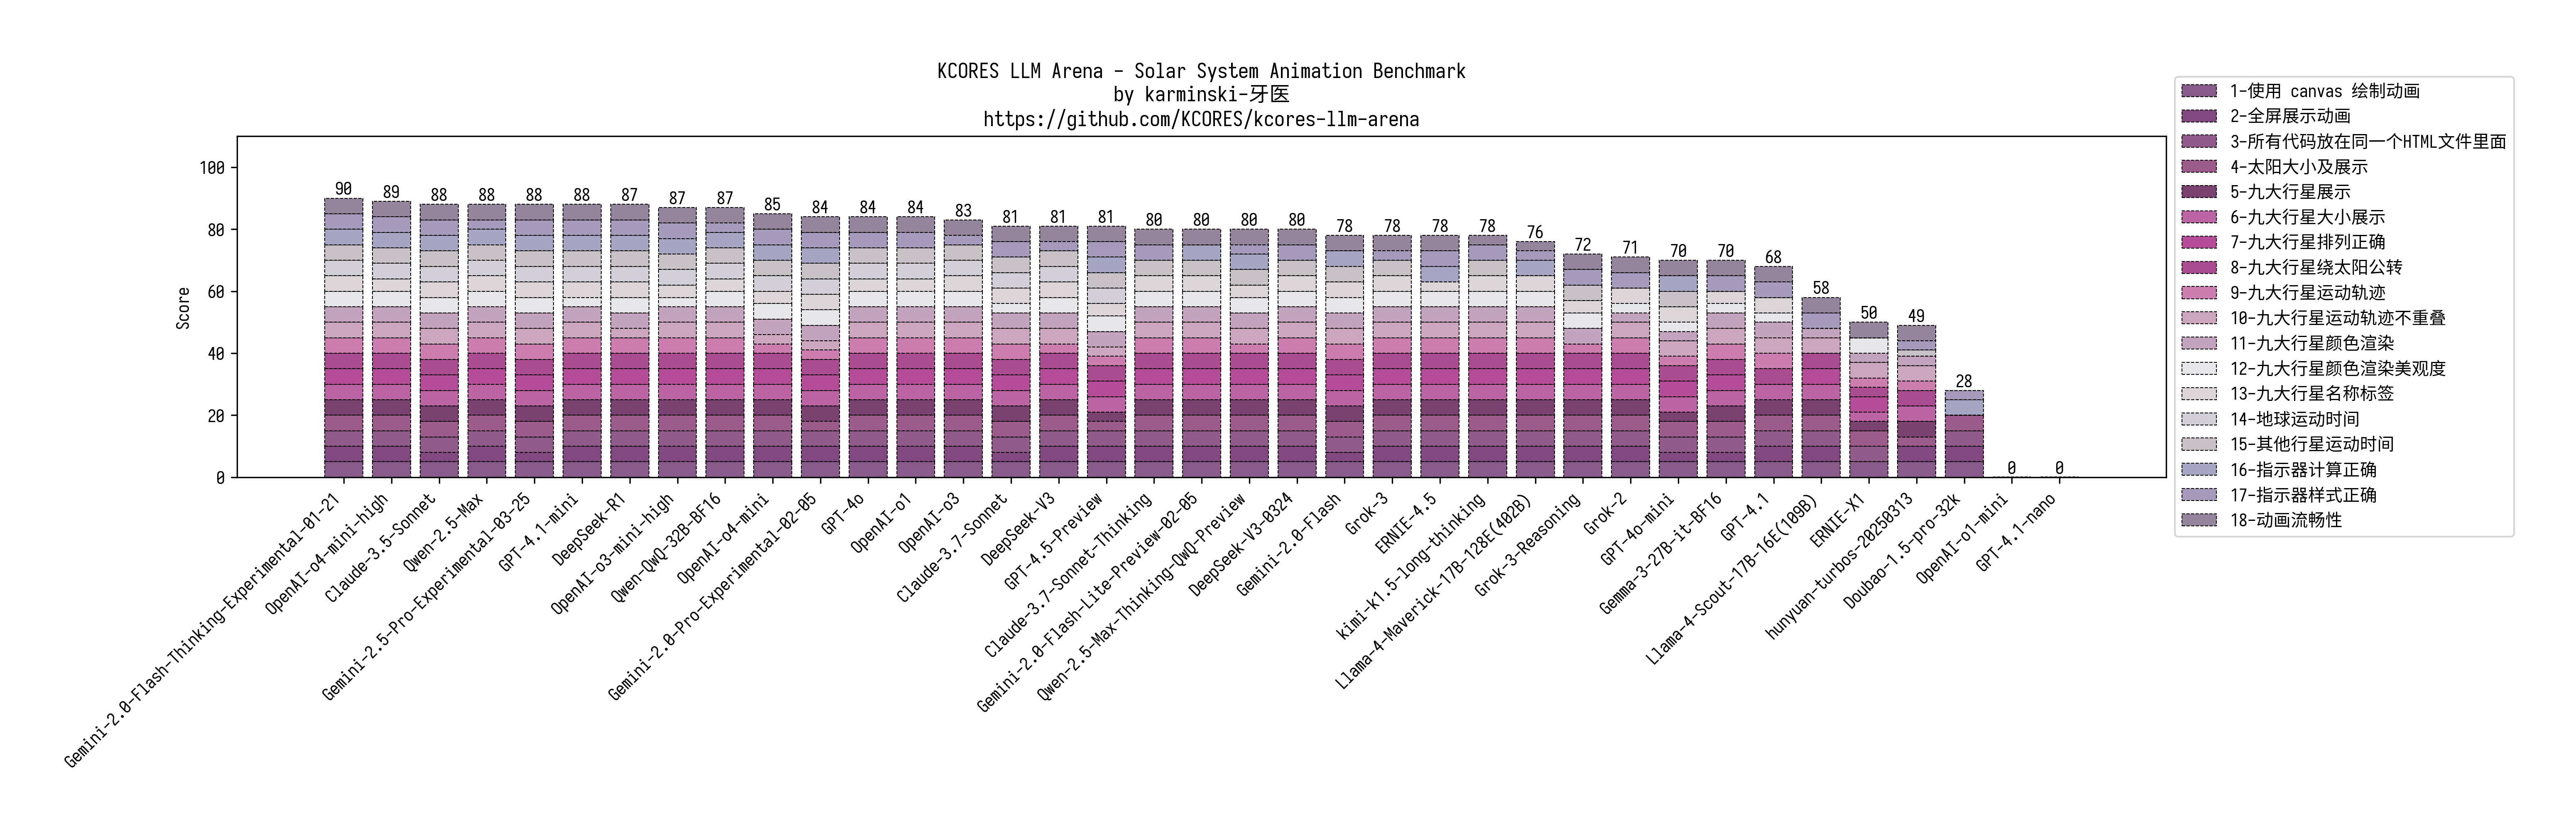 KCORES LLM Arena - Solar System Animation Benchmark
by karminski-牙医
https://github.com/KCORES/kcores-llm-arena
Score
100
80
60
40
20
0
90
89
88
88
88
88
87
87
87
85
84
84
84
83
81
81
81
80
80
80
80
78
78
78
78
76
72
71
70
70
68
58
50
49
28
0
0
Gemini-2.0-Flash-Thinking-Experimental-01-21
OpenAI-o4-mini-high
Claude-3.5-Sonnet
Qwen-2.5-Max
Gemini-2.5-Pro-Experimental-03-25
GPT-4.1-mini
DeepSeek-R1
OpenAI-o3-mini-high
Qwen-QwQ-32B-BF16
OpenAI-o4-mini
Gemini-2.0-Pro-Experimental-02-05
GPT-4o
OpenAI-o1
OpenAI-o3
Claude-3.7-Sonnet
DeepSeek-V3
GPT-4.5-Preview
Claude-3.7-Sonnet-Thinking
Gemini-2.0-Flash-Lite-Preview-02-05
Qwen-2.5-Max-Thinking-QwQ-Preview
DeepSeek-V3-0324
Gemini-2.0-Flash
Grok-3
ERNIE-4.5
kimi-k1.5-long-thinking
Llama-4-Maverick-17B-128E(402B)
Grok-3-Reasoning
Grok-2
GPT-4o-mini
Gemma-3-27B-it-BF16
GPT-4.1
Llama-4-Scout-17B-16E(109B)
ERNIE-X1
hunyuan-turbos-20250313
Doubao-1.5-pro-32k
OpenAI-o1-mini
GPT-4.1-nano
1-使用 canvas 绘制动画
2-全屏展示动画
3-所有代码放在同一个HTML文件里面
4-太阳大小及展示
5-九大行星展示
6-九大行星大小展示
7-九大行星排列正确
8-九大行星绕太阳公转
9-九大行星运动轨迹
10-九大行星运动轨迹不重叠
11-九大行星颜色渲染
12-九大行星颜色渲染美观度
13-九大行星名称标签
14-地球运动时间
15-其他行星运动时间
16-指示器计算正确
17-指示器样式正确
18-动画流畅性